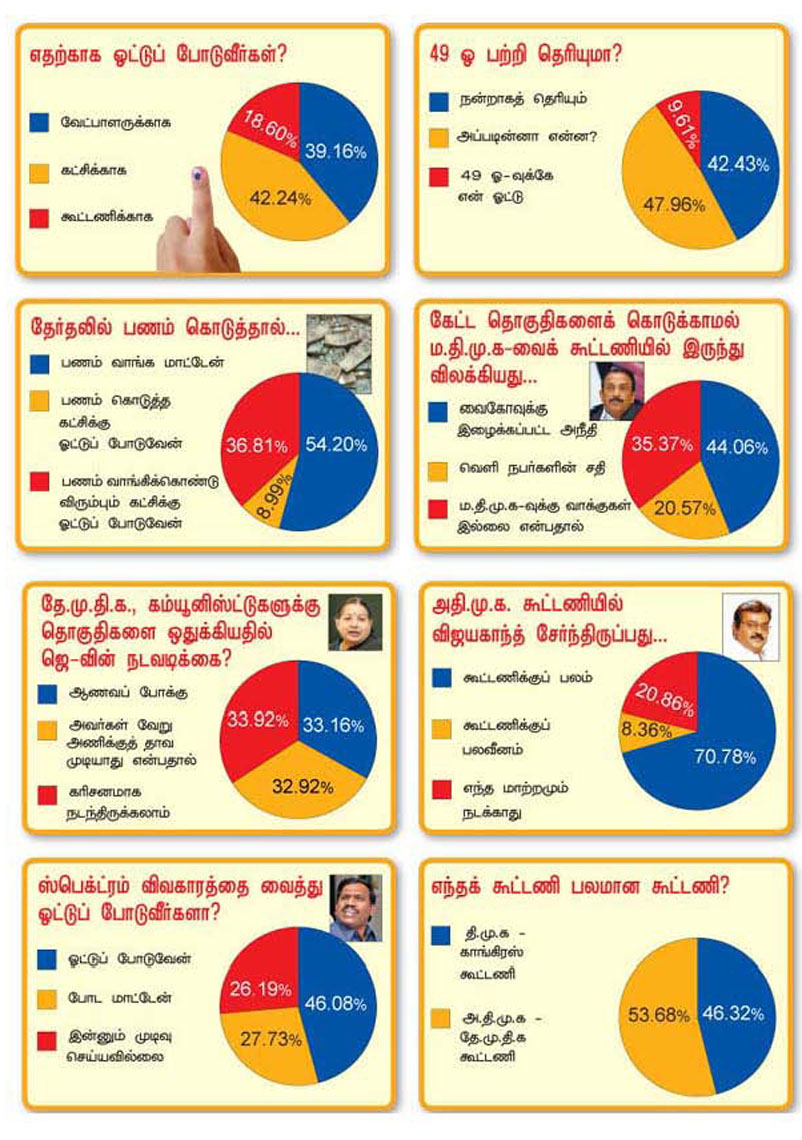 எதற்காக ஓட்டுப் போடுவீர்கள்?
வேட்பாளருக்காக
கட்சிக்காக
கூட்டணிக்காக
18.60%
39.16%
42.24%
49 ஓ பற்றி தெரியுமா?
நன்றாகத் தெரியும்
அப்படின்னா என்ன?
49 ஓ-வுக்கே
என் ஓட்டு
9.61%
42.43%
47.96%
தேர்தலில் பணம் கொடுத்தால்...
பணம் வாங்க மாட்டேன்
பணம் கொடுத்த
கட்சிக்கு
ஓட்டுப் போடுவேன்
பணம் வாங்கிக்கொண்டு
விரும்பும் கட்சிக்கு
ஓட்டுப் போடுவேன்
36.81%
54.20%
8.99%
கேட்ட தொகுதிகளைக் கொடுக்காமல்
ம.தி.மு.க-வைக் கூட்டணியில் இருந்து
விலக்கியது...
வைகோவுக்கு
இழைக்கப்பட்ட அநீதி
வெளி நபர்களின் சதி
ம.தி.மு.க-வுக்கு வாக்குகள்
இல்லை என்பதால்
35.37%
44.06%
20.57%
தே.மு.தி.க., கம்யூனிஸ்ட்டுகளுக்கு
தொகுதிகளை ஒதுக்கியதில்
ஜெ-வின் நடவடிக்கை?
ஆணவப் போக்கு
அவர்கள் வேறு
அணிக்குத் தாவ
முடியாது என்பதால்
கரிசனமாக
நடந்திருக்கலாம்
33.92%
33.16%
32.92%
அதி.மு.க. கூட்டணியில்
விஜயகாந்த் சேர்ந்திருப்பது...
கூட்டணிக்குப் பலம்
கூட்டணிக்குப்
பலவீனம்
எந்த மாற்றமும்
நடக்காது
20.86%
8.36%
70.78%
ஸ்பெக்ட்ரம் விவகாரத்தை வைத்து
ஓட்டுப் போடுவீர்களா?
ஓட்டுப் போடுவேன்
போட மாட்டேன்
இன்னும் முடிவு
செய்யவில்லை
26.19%
46.08%
27.73%
எந்தக் கூட்டணி பலமான கூட்டணி?
தி.மு.க -
காங்கிரஸ்
கூட்டணி
அ.தி.மு.க -
தே.மு.தி.க
கூட்டணி
53.68%
46.32%